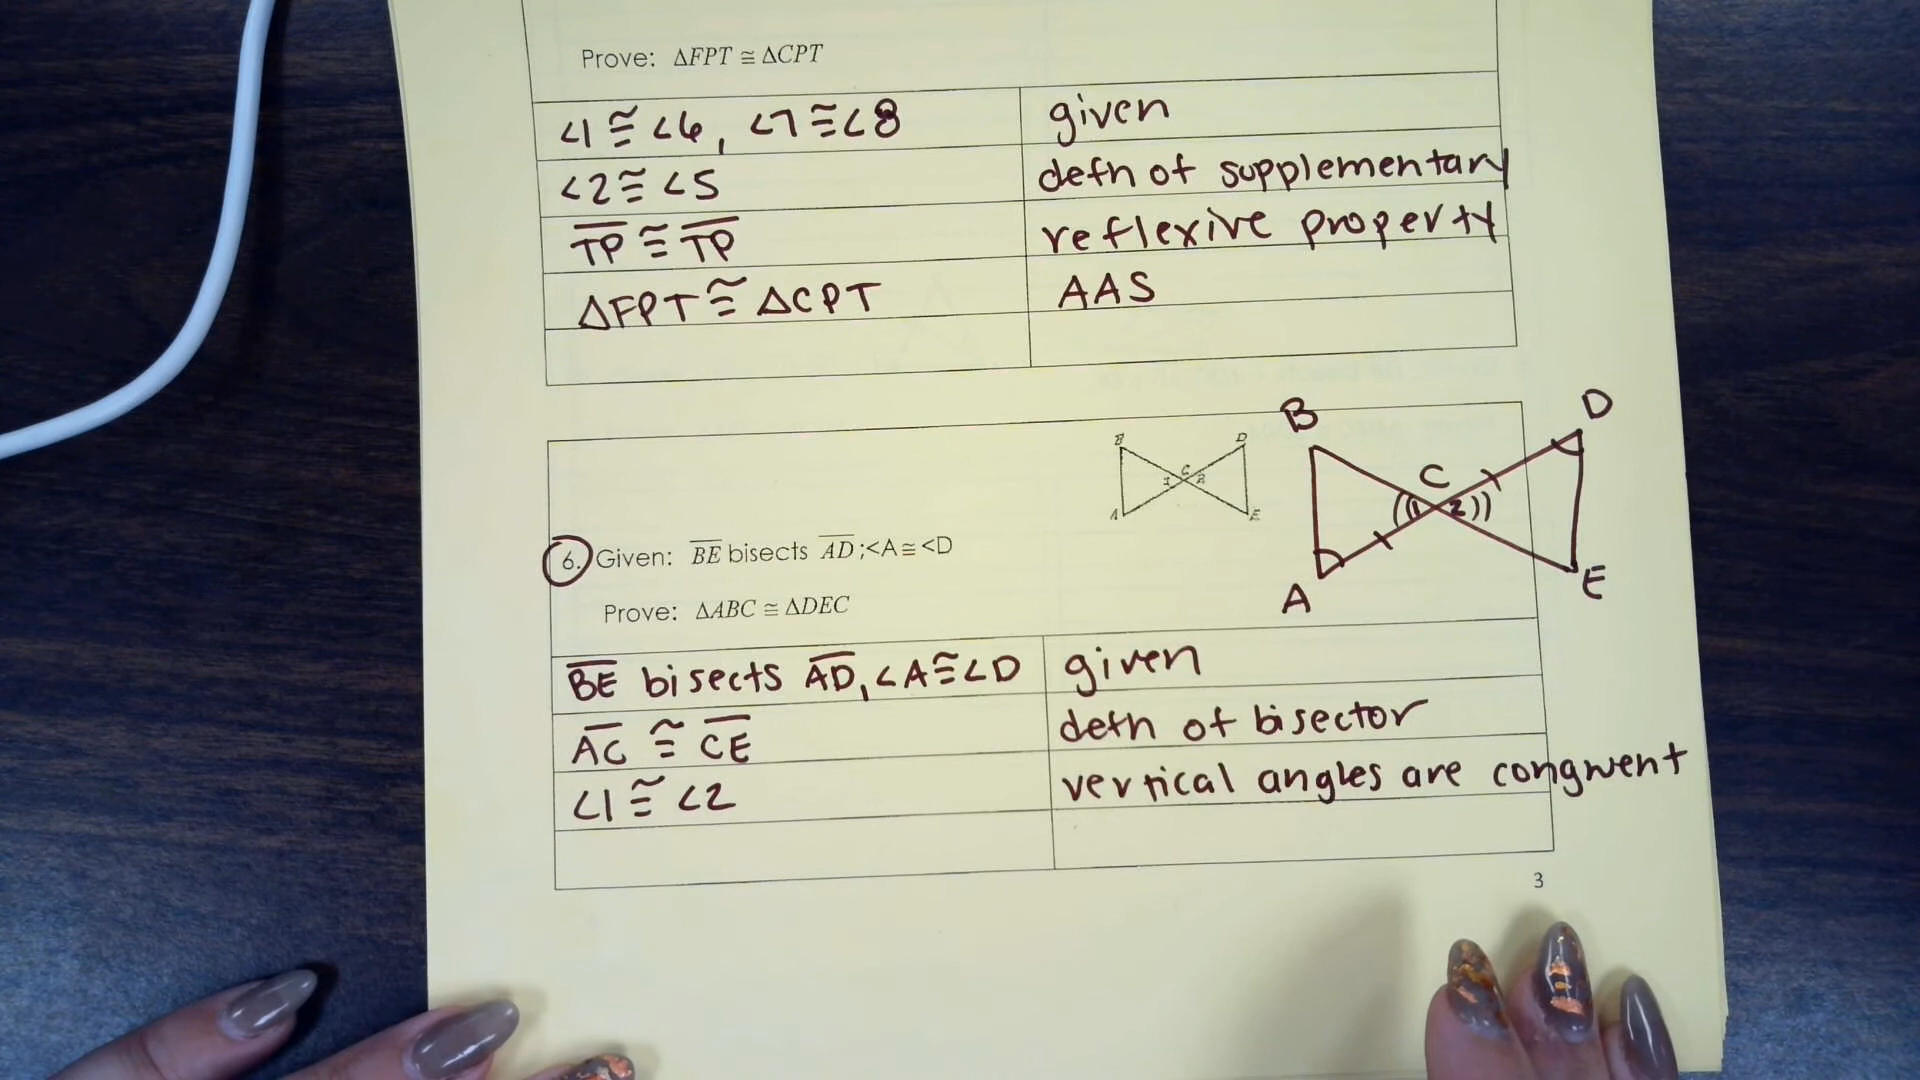 Prove: ΔFPT ≅ ΔCPT
<1 ≅ <6, <7 ≅ <8 given
<2 ≅ <5 defn of supplementary
TP ≅ TP reflexive property
ΔFPT ≅ ΔCPT AAS
B D
C
1 2
A E
B D
C
1 2
A E
6. Given: BE bisects AD ;<A ≅ <D
Prove: ΔABC ≅ ΔDEC
BE bisects AD, <A ≅ <D given
AC ≅ CE defn of bisector
<1 ≅ <2 vertical angles are congruent
3